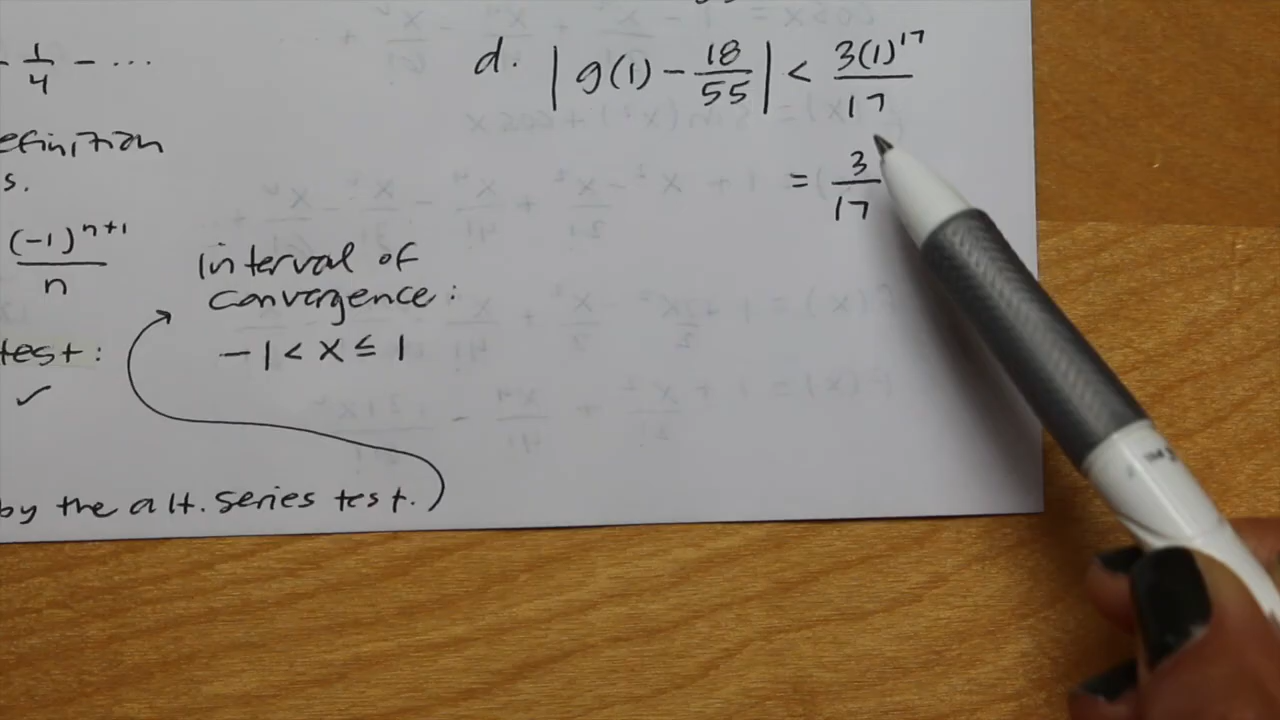 - 1/4 - ...
efinition
s.
(-1)^{n+1}/n
test:
✓
by the alt. series test.)
interval of
convergence:
-1 < x ≤ 1
d. |g(1) - 18/55| < 3(1)^{17}/17
= 3/17